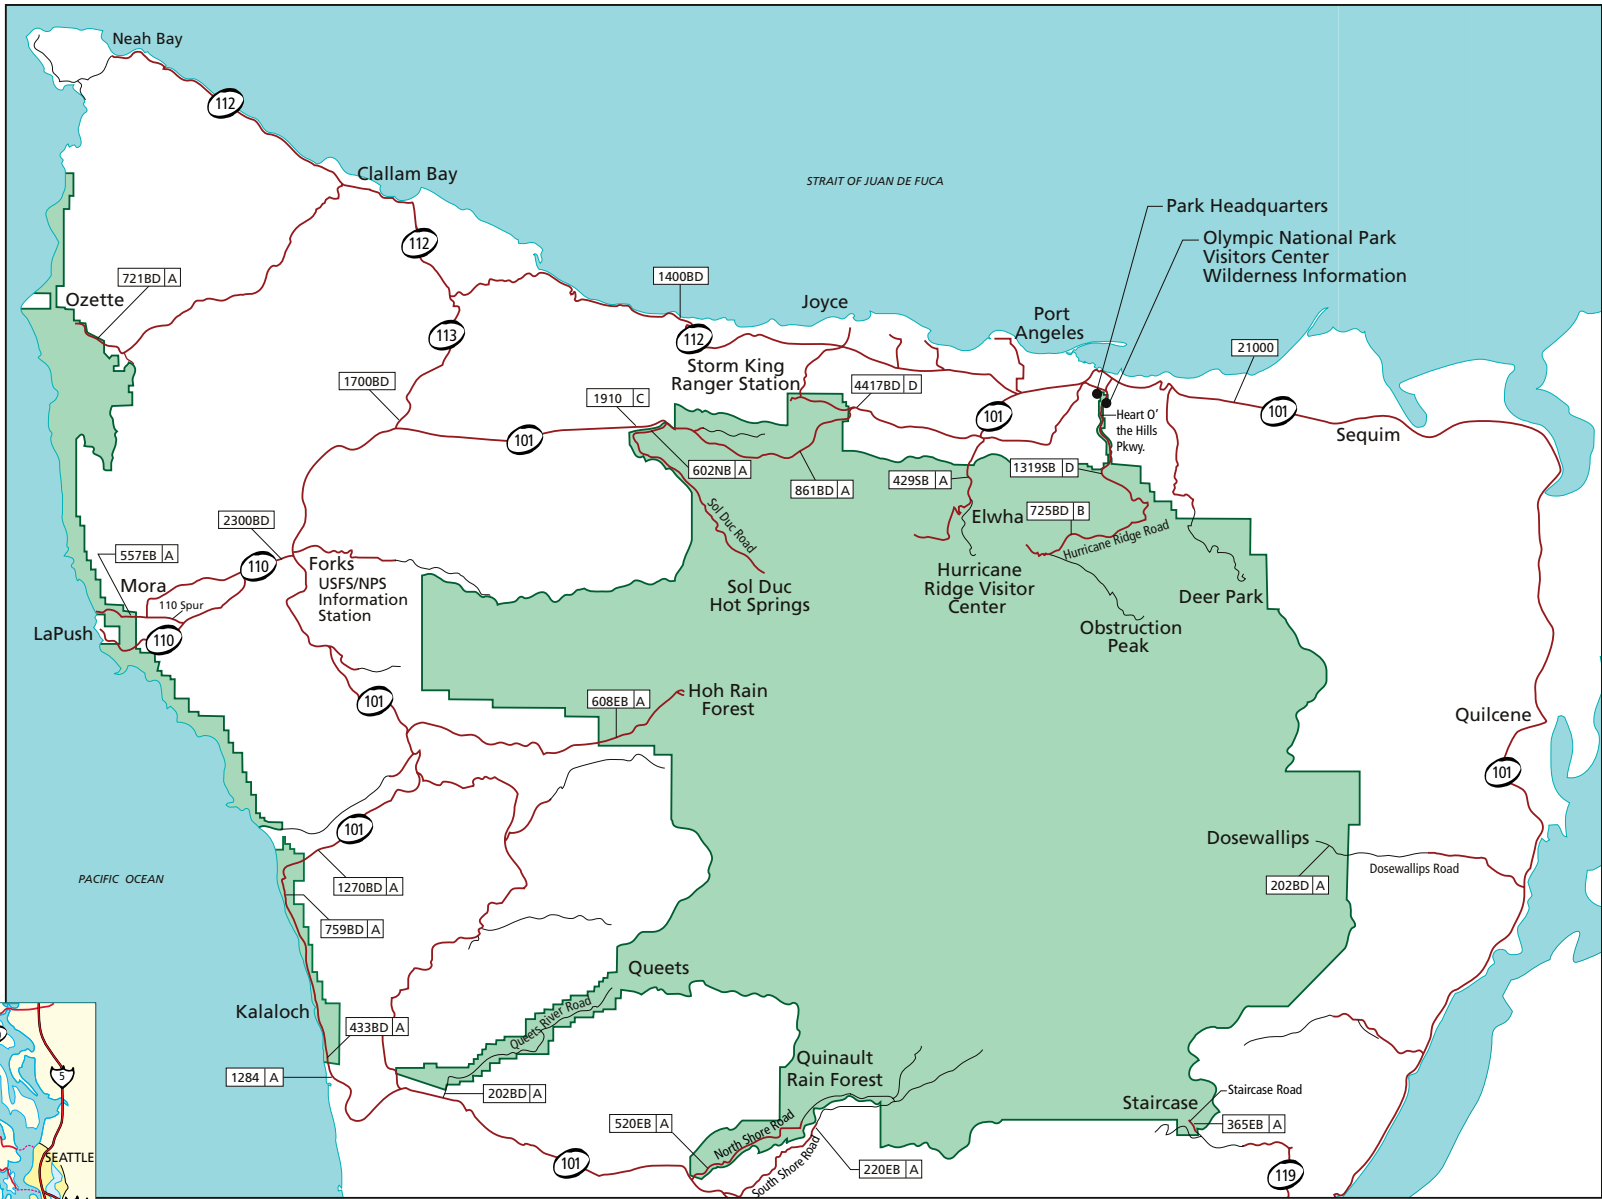 Neah Bay
112
Clallam Bay
STRAIT OF JUAN DE FUCA
Park Headquarters
Olympic National Park
Visitors Center
Wilderness Information
112
721BD A
Ozette
1400BD
Joyce
Port
Angeles
113
112
21000
Storm King
Ranger Station
1700BD
4417BD D
1910 C
101
101
101
Heart O'
the Hills
Pkwy.
Sequim
602NB A
861BD A
429SB A
1319SB D
Sol Duc Road
Elwha
725BD B
Hurricane Ridge Road
2300BD
557EB A
110
Forks
USFS/NPS
Information
Station
Mora
110 Spur
LaPush
110
Sol Duc
Hot Springs
Hurricane
Ridge Visitor
Center
Deer Park
Obstruction
Peak
101
608EB A
Hoh Rain
Forest
Quilcene
101
101
Dosewallips
Dosewallips Road
202BD A
PACIFIC OCEAN
1270BD A
759BD A
Queets
Queets River Road
Kalaloch
433BD A
1284 A
202BD A
Quinault
Rain Forest
5
Staircase Road
Staircase
365EB A
520EB A
North Shore Road
South Shore Road
220EB A
101
119
SEATTLE